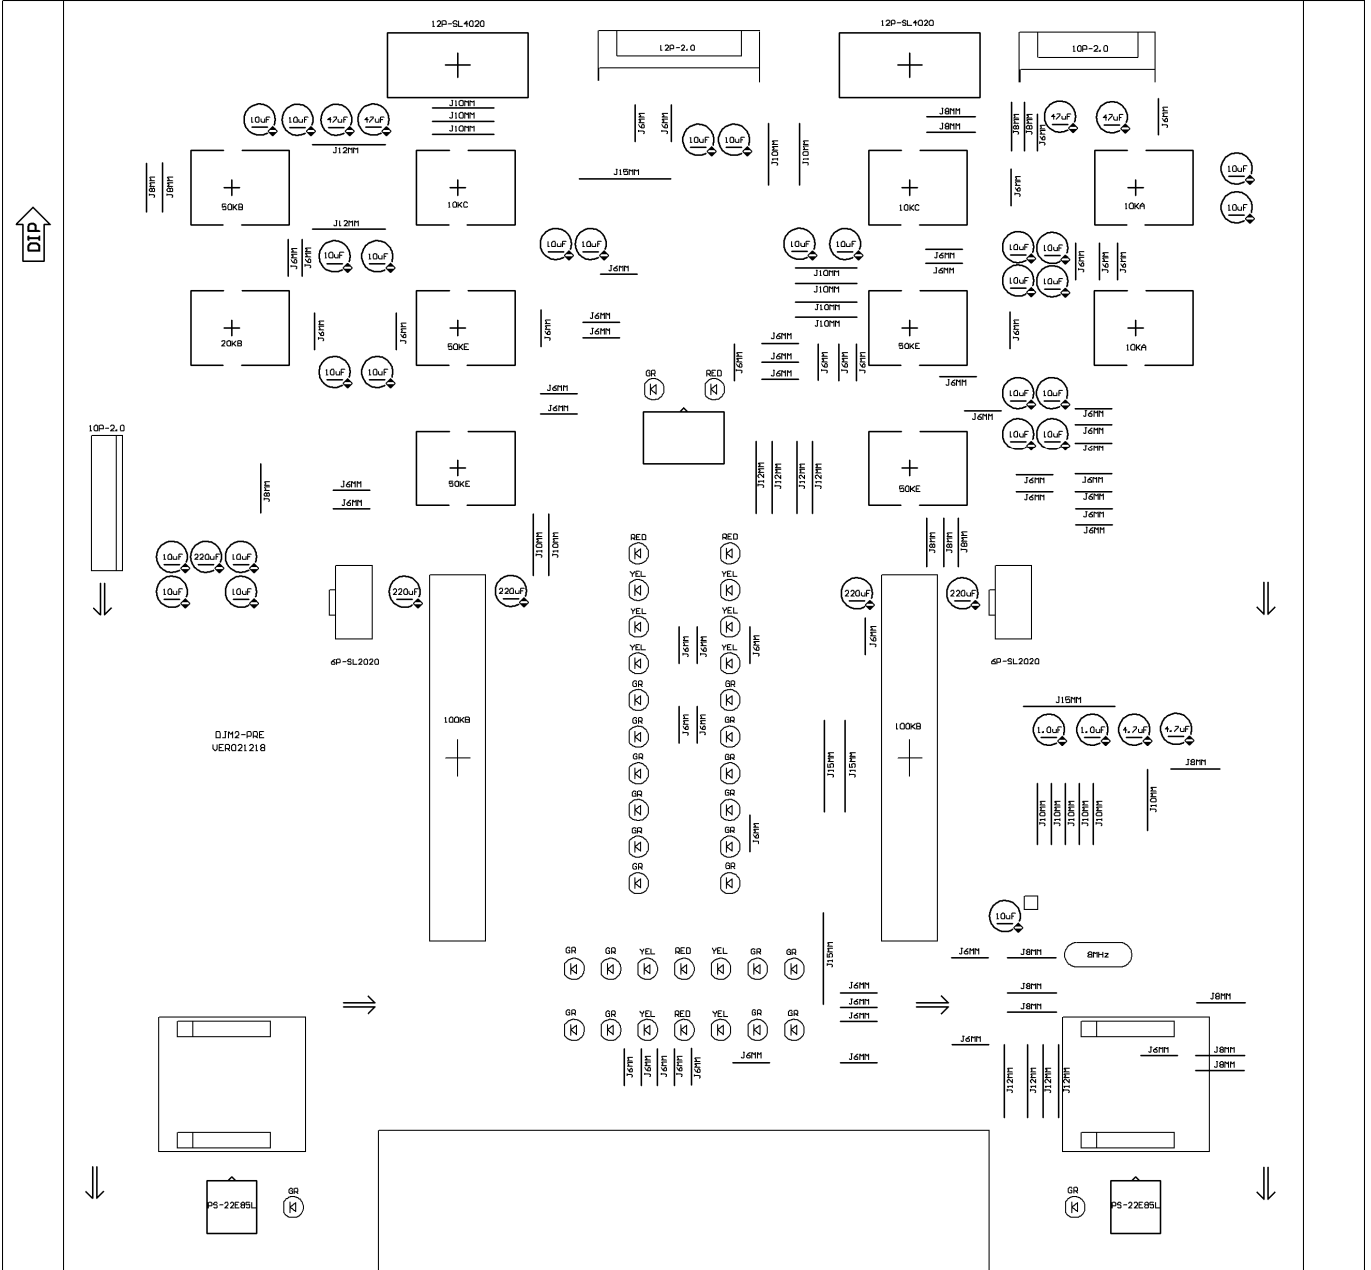 12P-SL4020
12P-2.0
12P-SL4020
10P-2.0
10uF
10uF
47uF
47uF
J10MM
J10MM
J10MM
J12MM
J6MM
J6MM
10uF
10uF
J10MM
J10MM
J8MM
J8MM
J8MM
J8MM
J6MM
47uF
47uF
J6MM
J8MM
J8MM
50KB
10KC
J15MM
10KC
J6MM
10KA
10uF
10uF
DIP
J12MM
J6MM
J6MM
10uF
10uF
10uF
10uF
J6MM
10uF
10uF
J10MM
J10MM
J10MM
J10MM
J6MM
J6MM
10uF
10uF
10uF
10uF
J6MM
J6MM
J6MM
20KB
J6MM
J6MM
50KE
J6MM
J6MM
J6MM
J6MM
J6MM
J6MM
J6MM
J6MM
J6MM
J6MM
50KE
J6MM
10KA
10uF
10uF
GR
RED
J6MM
J6MM
J6MM
J6MM
10uF
10uF
10uF
10uF
J6MM
J6MM
J6MM
10P-2.0
J8MM
J6MM
J6MM
50KE
J12MM
J12MM
J12MM
J12MM
50KE
J6MM
J6MM
J6MM
J6MM
J6MM
J6MM
J10MM
J10MM
J8MM
J8MM
J8MM
10uF
220uF
10uF
10uF
10uF
220uF
220uF
220uF
220uF
6P-SL2020
6P-SL2020
RED
RED
YEL
YEL
YEL
YEL
YEL
YEL
GR
GR
GR
GR
GR
GR
GR
GR
GR
GR
GR
GR
J6MM
J6MM
J6MM
J6MM
J6MM
J6MM
J6MM
DJM2-PRE
VER021218
100KB
100KB
J15MM
J15MM
J15MM
1.0uF
1.0uF
4.7uF
4.7uF
J8MM
J10MM
J10MM
J10MM
J10MM
J10MM
J10MM
10uF
8MHz
GR
GR
YEL
RED
YEL
GR
GR
J15MM
J6MM
J8MM
J6MM
J6MM
J6MM
J8MM
J8MM
J8MM
GR
GR
YEL
RED
YEL
GR
GR
J6MM
J6MM
J6MM
J6MM
J6MM
J6MM
J6MM
J6MM
J12MM
J12MM
J12MM
J12MM
J6MM
J8MM
J8MM
PS-22E85L
GR
GR
PS-22E85L